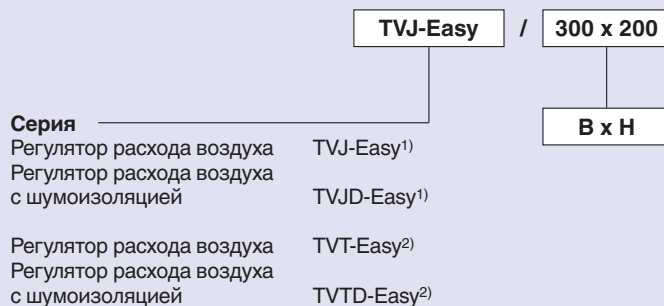 TVJ-Easy / 300 x 200
Серия
B x H
Регулятор расхода воздуха TVJ-Easy1)
Регулятор расхода воздуха
с шумоизоляцией TVJD-Easy1)
Регулятор расхода воздуха TVT-Easy2)
Регулятор расхода воздуха
с шумоизоляцией TVTD-Easy2)